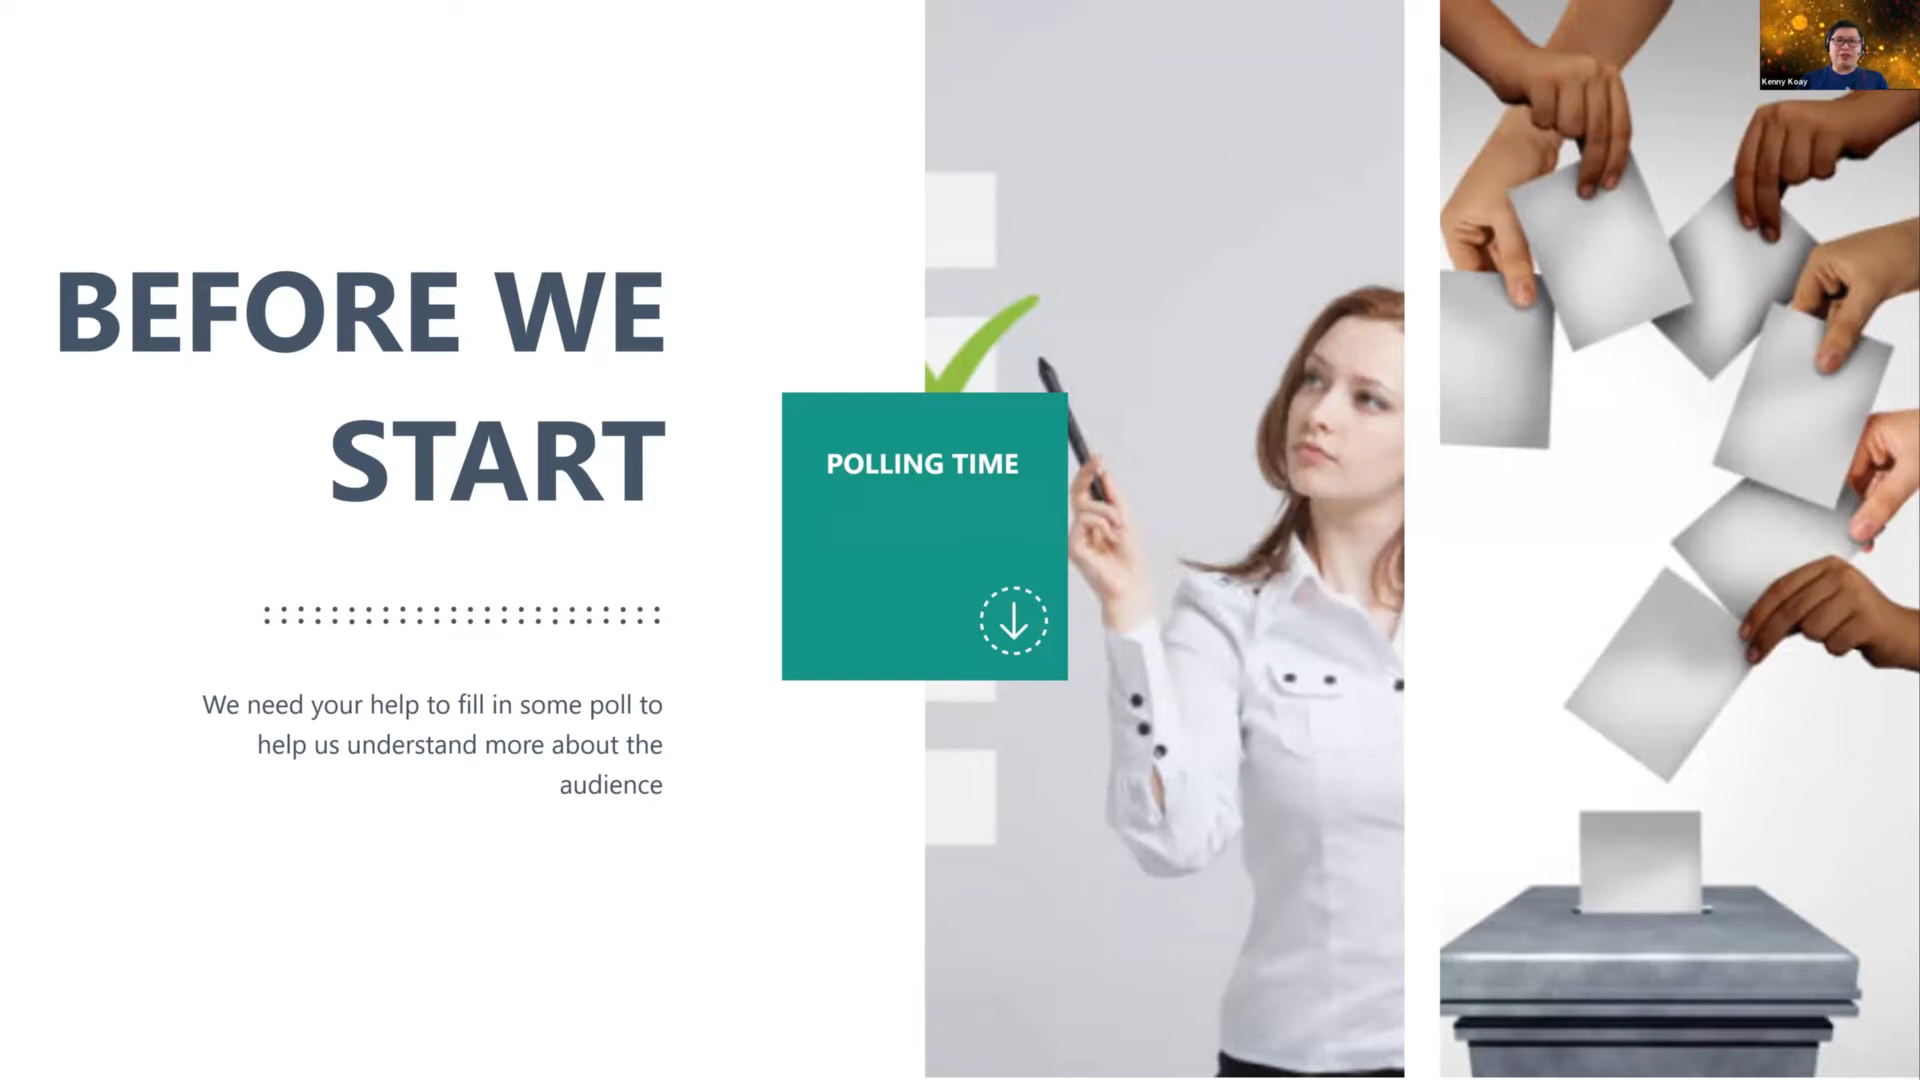 BEFORE WE
START
We need your help to fill in some poll to
help us understand more about the
audience
POLLING TIME
Kenny Koay